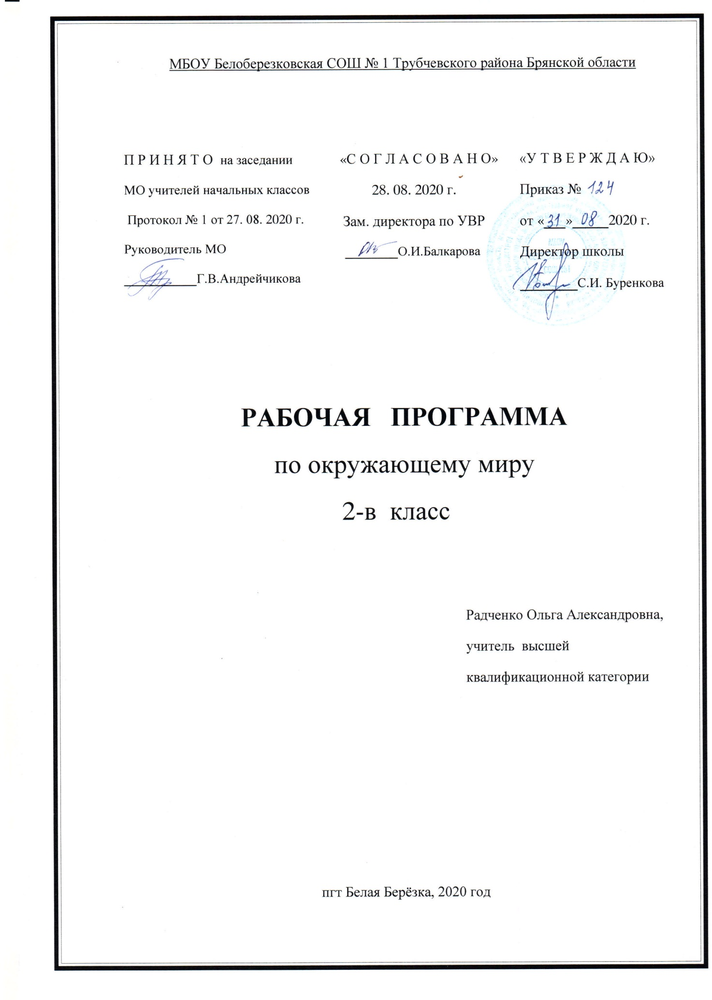 МБОУ Белоберезковская СОШ № 1 Трубчевского района Брянской области
П Р И Н Я Т О на заседании
МО учителей начальных классов
Протокол № 1 от 27. 08. 2020 г.
Руководитель МО
____________Г.В.Андрейчикова
«С О Г Л А С О В А Н О»
28. 08. 2020 г.
Зам. директора по УВР
_________О.И.Балкарова
«У Т В Е Р Ж Д А Ю»
Приказ № 124
от «31» 08 2020 г.
Директор школы
__________С.И. Буренкова
РАБОЧАЯ ПРОГРАММА
по окружающему миру
2-в класс
Радченко Ольга Александровна,
учитель высшей
квалификационной категории
пгт Белая Берёзка, 2020 год